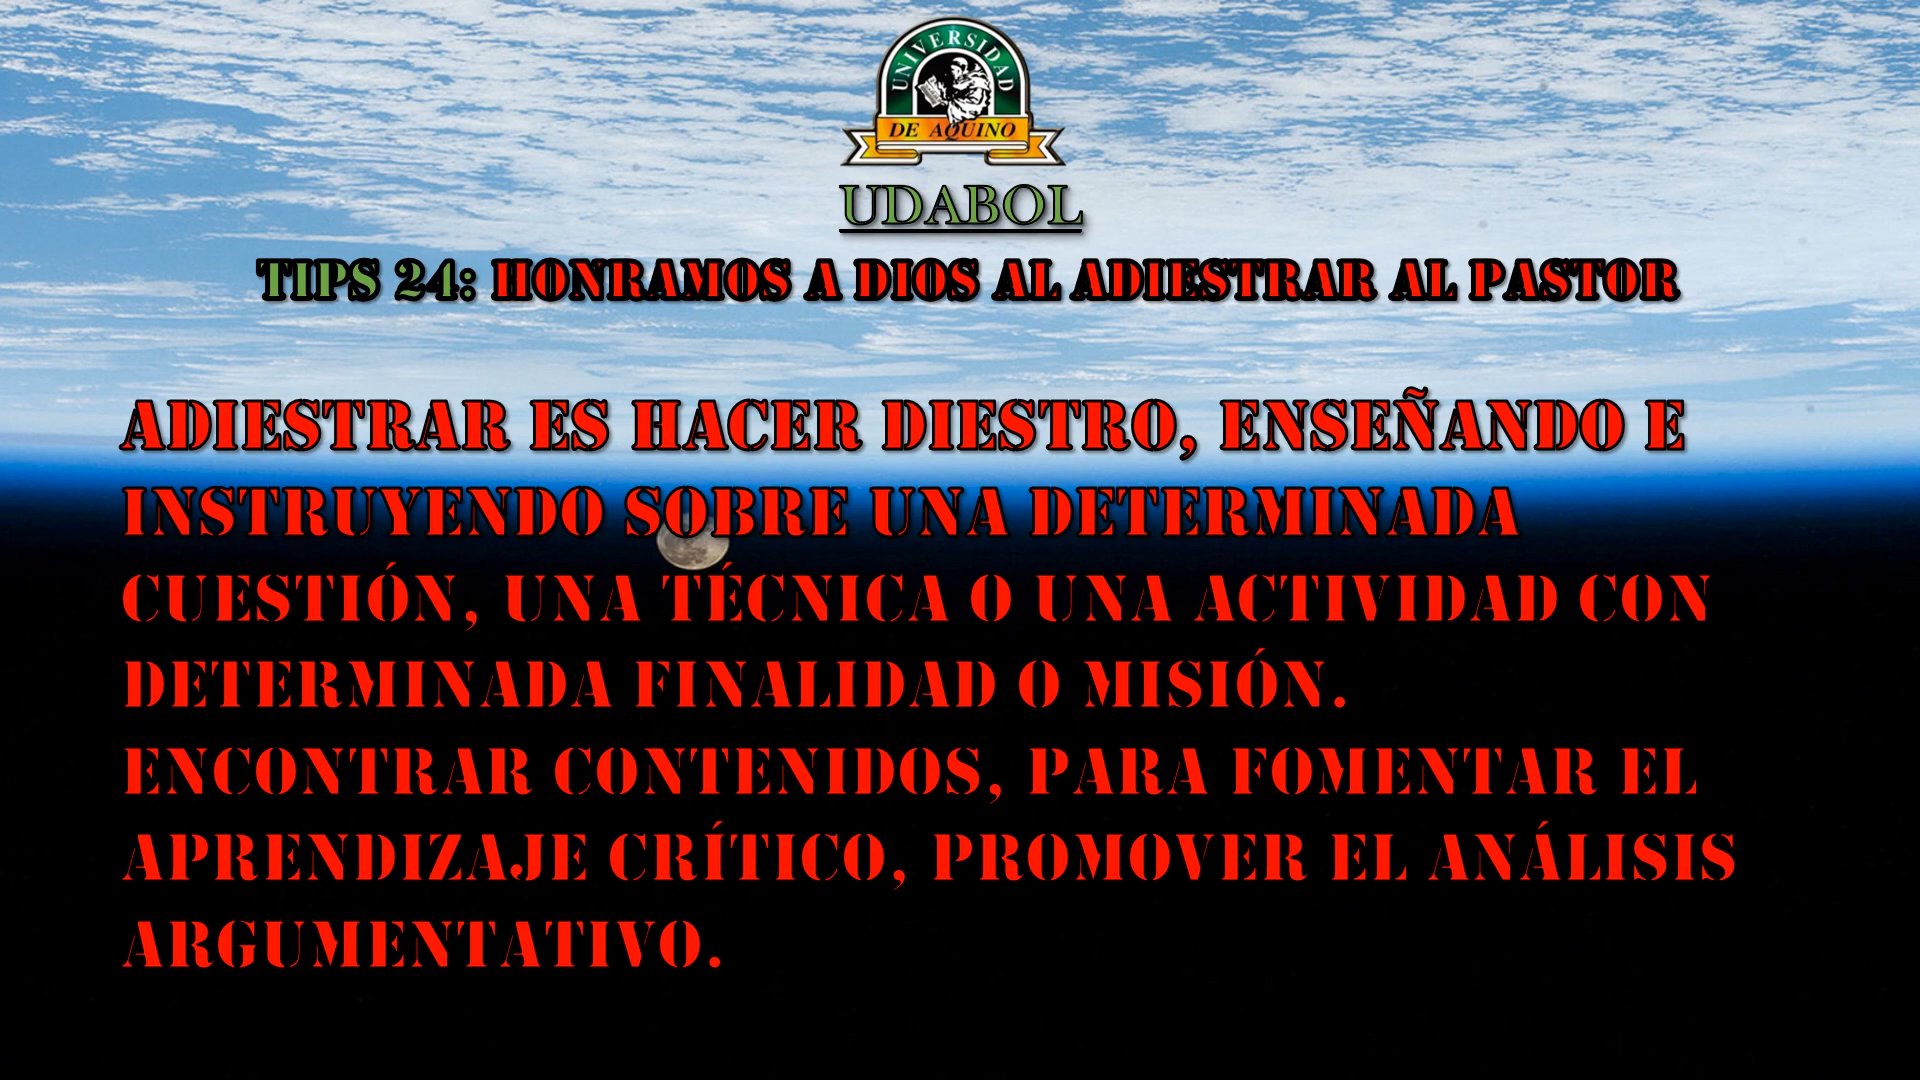 UNIVERSIDAD
DE AQUINO
UDABOL
TIPS 24: HONRAMOS A DIOS AL ADIESTRAR AL PASTOR
ADIESTRAR ES HACER DIESTRO, ENSEÑANDO E
INSTRUYENDO SOBRE UNA DETERMINADA
CUESTIÓN, UNA TÉCNICA O UNA ACTIVIDAD CON
DETERMINADA FINALIDAD O MISIÓN.
ENCONTRAR CONTENIDOS, PARA FOMENTAR EL
APRENDIZAJE CRÍTICO, PROMOVER EL ANÁLISIS
ARGUMENTATIVO.